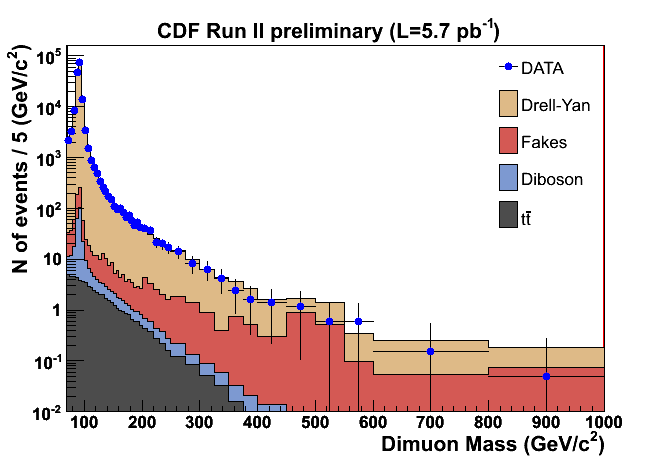 CDF Run II preliminary (L=5.7 pb⁻¹)
N of events / 5 (GeV/c²)
10⁵
10⁴
10³
10²
10
1
10⁻¹
10⁻²
DATA
Drell-Yan
Fakes
Diboson
tt̄
100 200 300 400 500 600 700 800 900 1000
Dimuon Mass (GeV/c²)